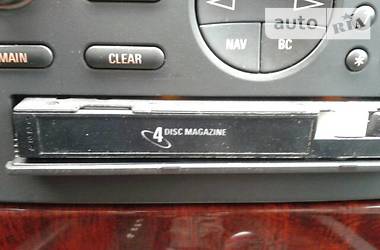 auto RIA
MAIN
CLEAR
NAV
BC
4 DISC MAGAZINE